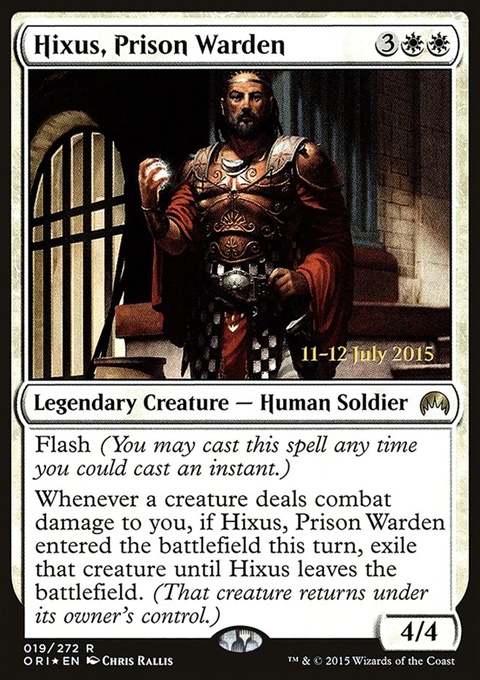 Hixus, Prison Warden 3
11–12 July 2015
Legendary Creature — Human Soldier
Flash (You may cast this spell any time
you could cast an instant.)
Whenever a creature deals combat
damage to you, if Hixus, Prison Warden
entered the battlefield this turn, exile
that creature until Hixus leaves the
battlefield. (That creature returns under
its owner's control.)
4/4
019/272 R
ORI★EN Chris Rallis
™ & © 2015 Wizards of the Coast